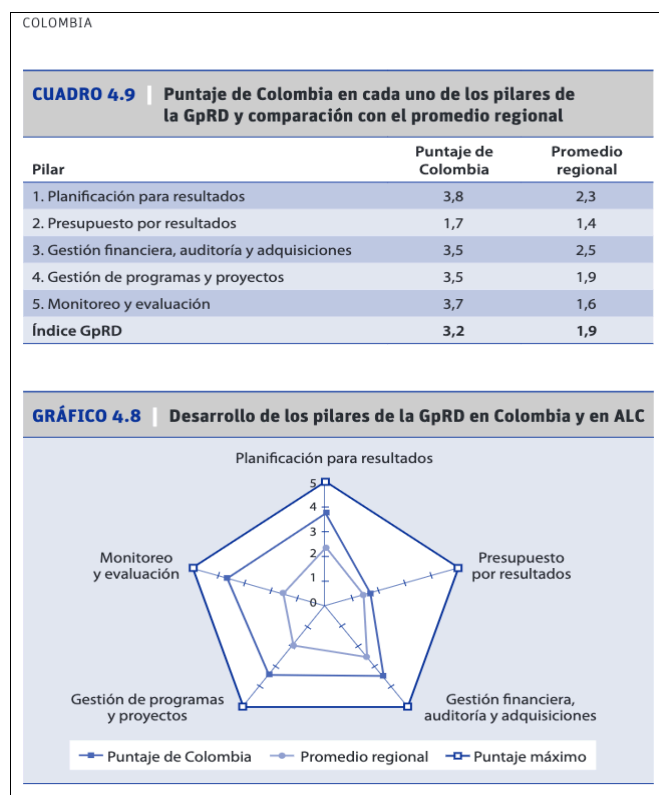 COLOMBIA
CUADRO 4.9 Puntaje de Colombia en cada uno de los pilares de
la GpRD y comparación con el promedio regional
Pilar Puntaje de Colombia Promedio regional
1. Planificación para resultados 3,8 2,3
2. Presupuesto por resultados 1,7 1,4
3. Gestión financiera, auditoría y adquisiciones 3,5 2,5
4. Gestión de programas y proyectos 3,5 1,9
5. Monitoreo y evaluación 3,7 1,6
Índice GpRD 3,2 1,9
GRÁFICO 4.8 Desarrollo de los pilares de la GpRD en Colombia y en ALC
Planificación para resultados
5
4
3
2
1
0
Monitoreo
y evaluación
Presupuesto
por resultados
Gestión de programas
y proyectos
Gestión financiera,
auditoría y adquisiciones
Puntaje de Colombia Promedio regional Puntaje máximo